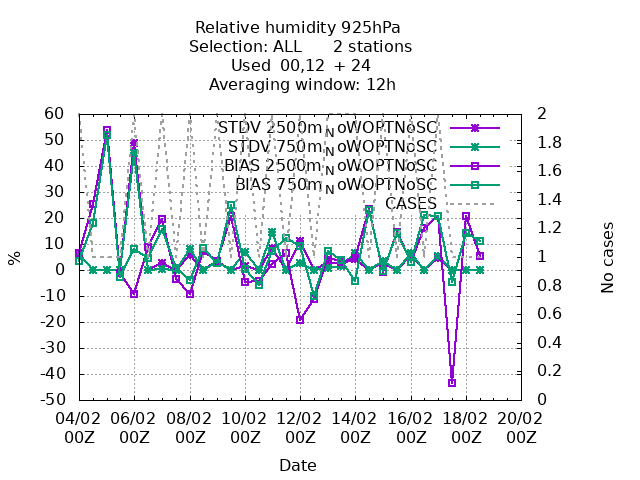 Relative humidity 925hPa
Selection: ALL 2 stations
Used 00,12 + 24
Averaging window: 12h
STDV 2500m NoWOPTNoSC
STDV 750m NoWOPTNoSC
BIAS 2500m NoWOPTNoSC
BIAS 750m NoWOPTNoSC
CASES
%
60
50
40
30
20
10
0
-10
-20
-30
-40
-50
No cases
2
1.8
1.6
1.4
1.2
1
0.8
0.6
0.4
0.2
0
04/02 06/02 08/02 10/02 12/02 14/02 16/02 18/02 20/02
00Z 00Z 00Z 00Z 00Z 00Z 00Z 00Z 00Z
Date